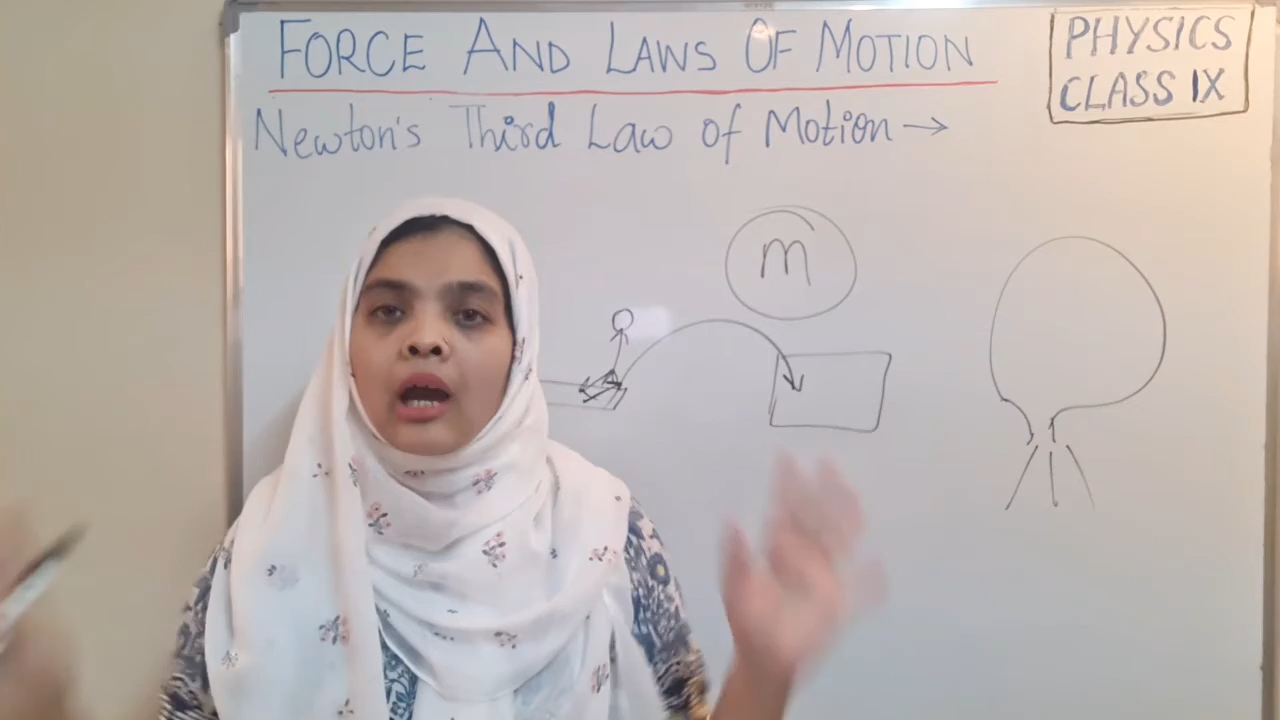 FORCE AND LAWS OF MOTION
PHYSICS
CLASS IX
Newton's Third Law of Motion →
m